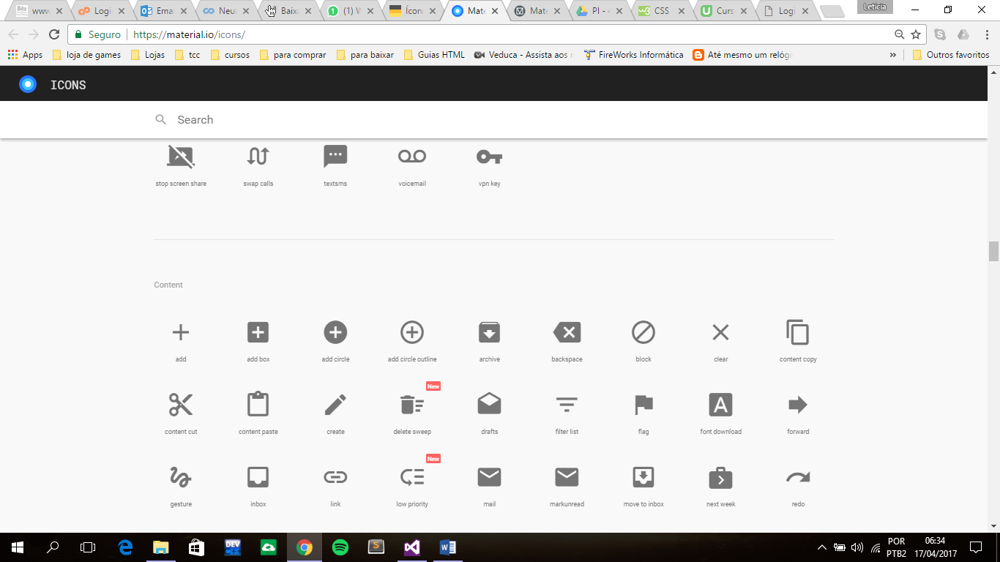 www
Logi
Ema
Neu
Baixa
(1) W
Ícon
Mate
Mate
PI - 4
CSS
Curs
Logi
Leticia
Seguro https://material.io/icons/
Apps loja de games Lojas tcc cursos para comprar para baixar Guias HTML Veduca - Assista aos FireWorks Informática Até mesmo um relógi » Outros favoritos
ICONS
Search
stop screen share swap calls textsms voicemail vpn key
Content
add add box add circle add circle outline archive backspace block clear content copy
New
content cut content paste create delete sweep drafts filter list flag font download forward
New
gesture inbox link low priority mail markunread move to inbox next week redo
DEV
S
W
POR 06:34
PTB2 17/04/2017